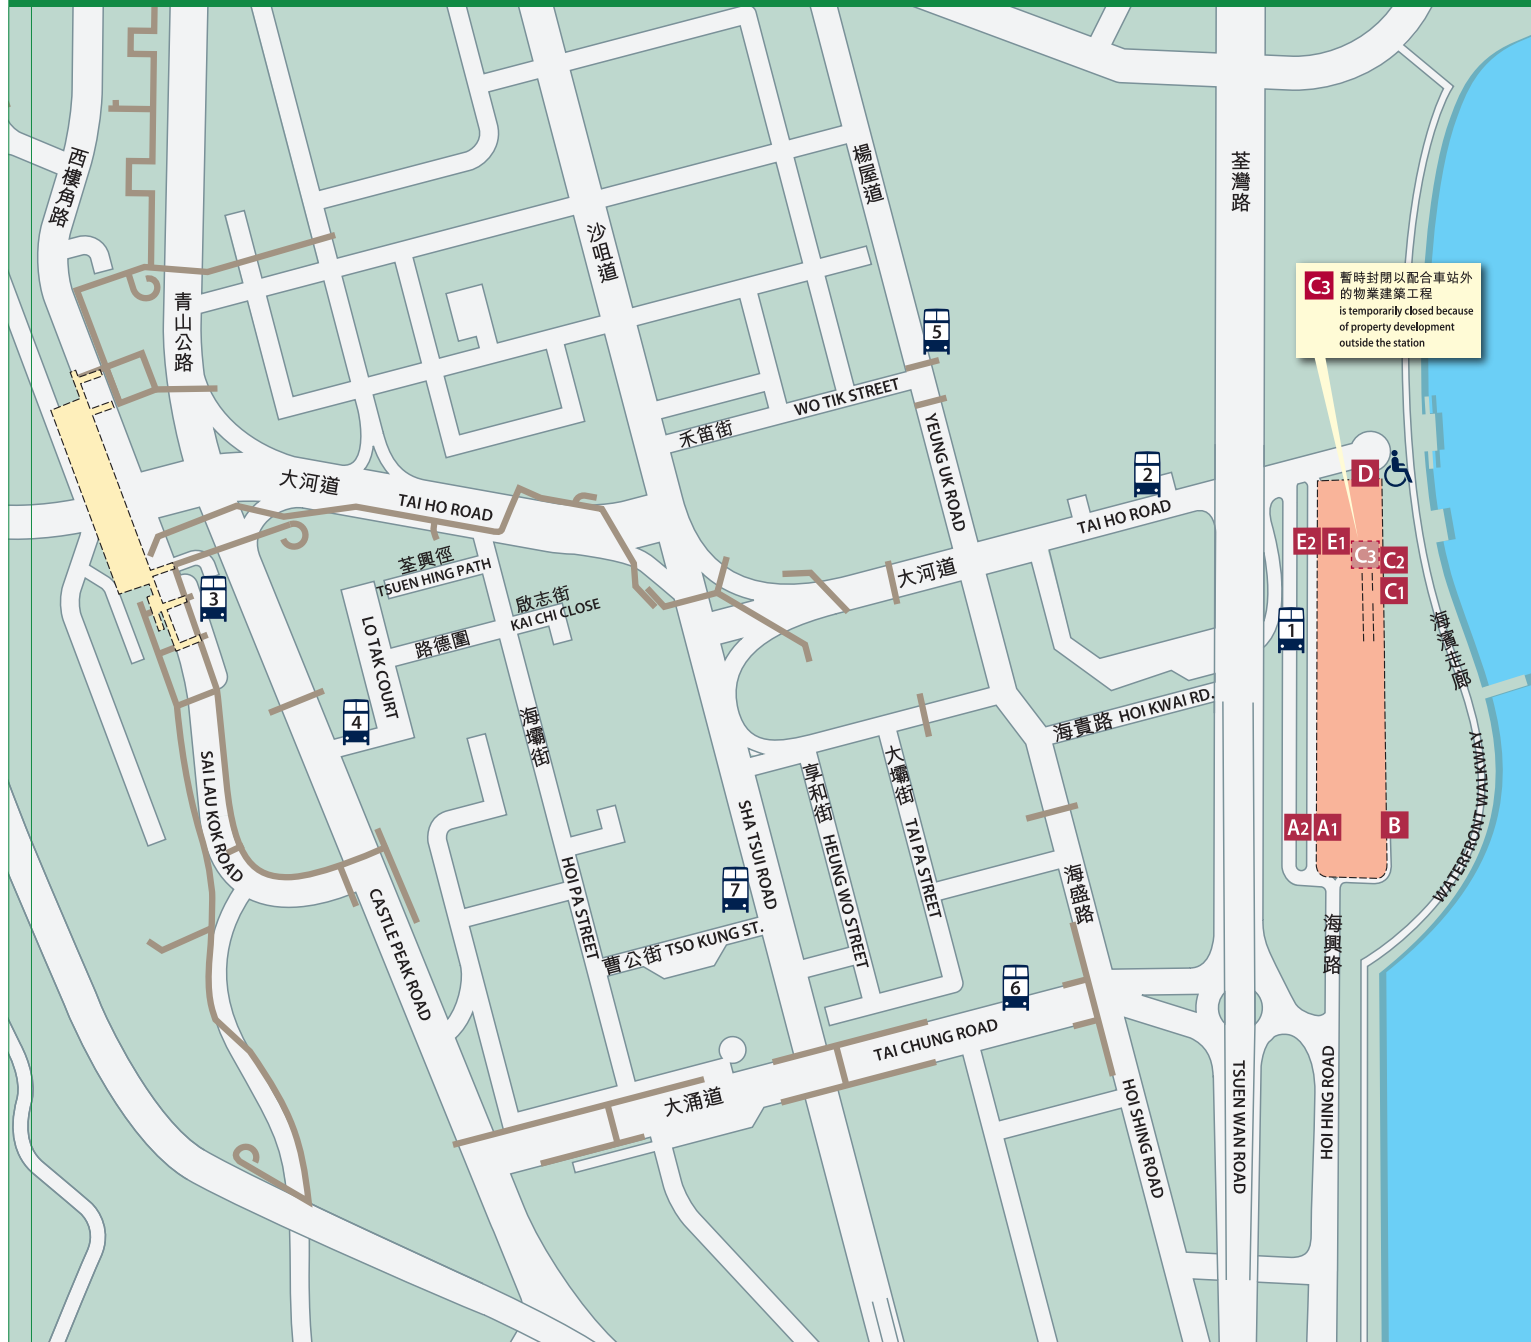 西樓角路
青山公路
沙咀道
楊屋道
荃灣路
C3
暫時封閉以配合車站外
的物業建築工程
is temporarily closed because
of property development
outside the station
5
WO TIK STREET
禾笛街
YEUNG UK ROAD
2
D
大河道
TAI HO ROAD
TAI HO ROAD
E2
E1
C3
C2
C1
荃興徑
TSUEN HING PATH
大河道
3
啟志街
KAI CHI CLOSE
1
LO TAK COURT
路德圍
海濱走廊
4
海壩街
海貴路 HOI KWAI RD.
SAI LAU KOK ROAD
享和街
大壩街
WATERFRONT WALKWAY
SHA TSUI ROAD
HEUNG WO STREET
TAI PA STREET
A2
A1
B
7
HOI PA STREET
海盛路
CASTLE PEAK ROAD
曹公街 TSO KUNG ST.
海興路
6
TAI CHUNG ROAD
大涌道
HOI SHING ROAD
TSUEN WAN ROAD
HOI HING ROAD